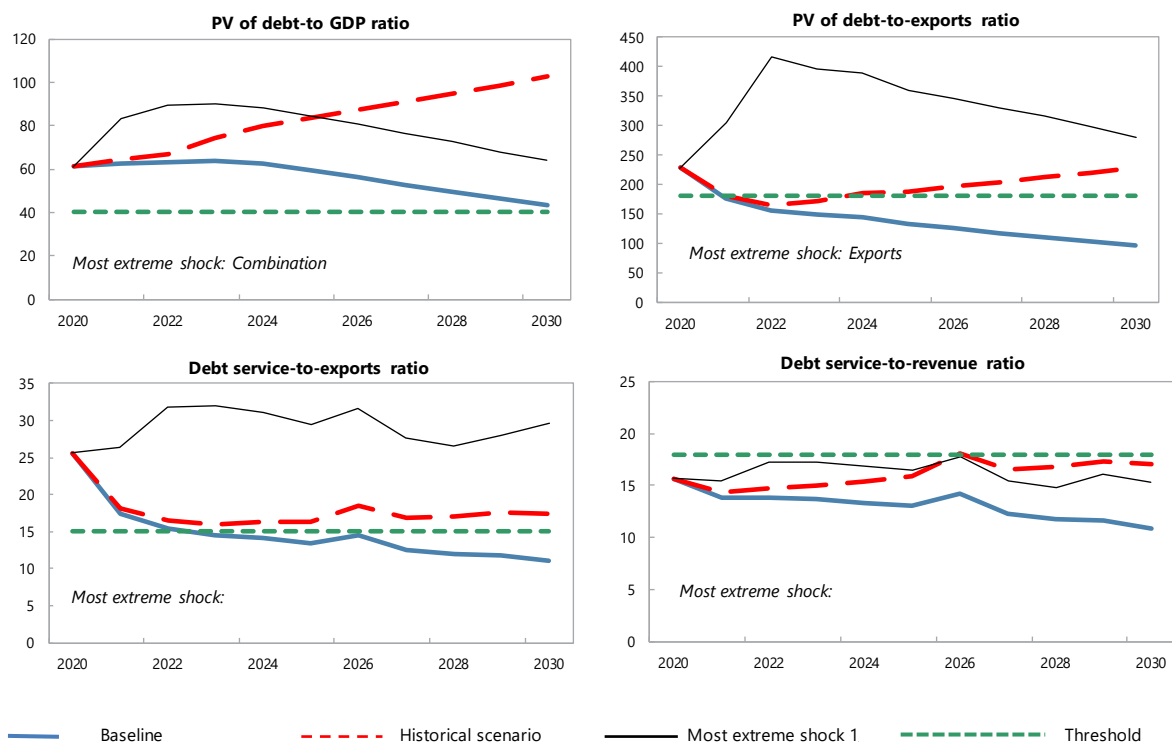 PV of debt-to GDP ratio
120
100
80
60
40
20
0
Most extreme shock: Combination
2020 2022 2024 2026 2028 2030
PV of debt-to-exports ratio
450
400
350
300
250
200
150
100
50
0
Most extreme shock: Exports
2020 2022 2024 2026 2028 2030
Debt service-to-exports ratio
35
30
25
20
15
10
5
0
Most extreme shock:
2020 2022 2024 2026 2028 2030
Debt service-to-revenue ratio
25
20
15
10
5
0
Most extreme shock:
2020 2022 2024 2026 2028 2030
Baseline Historical scenario Most extreme shock 1 Threshold